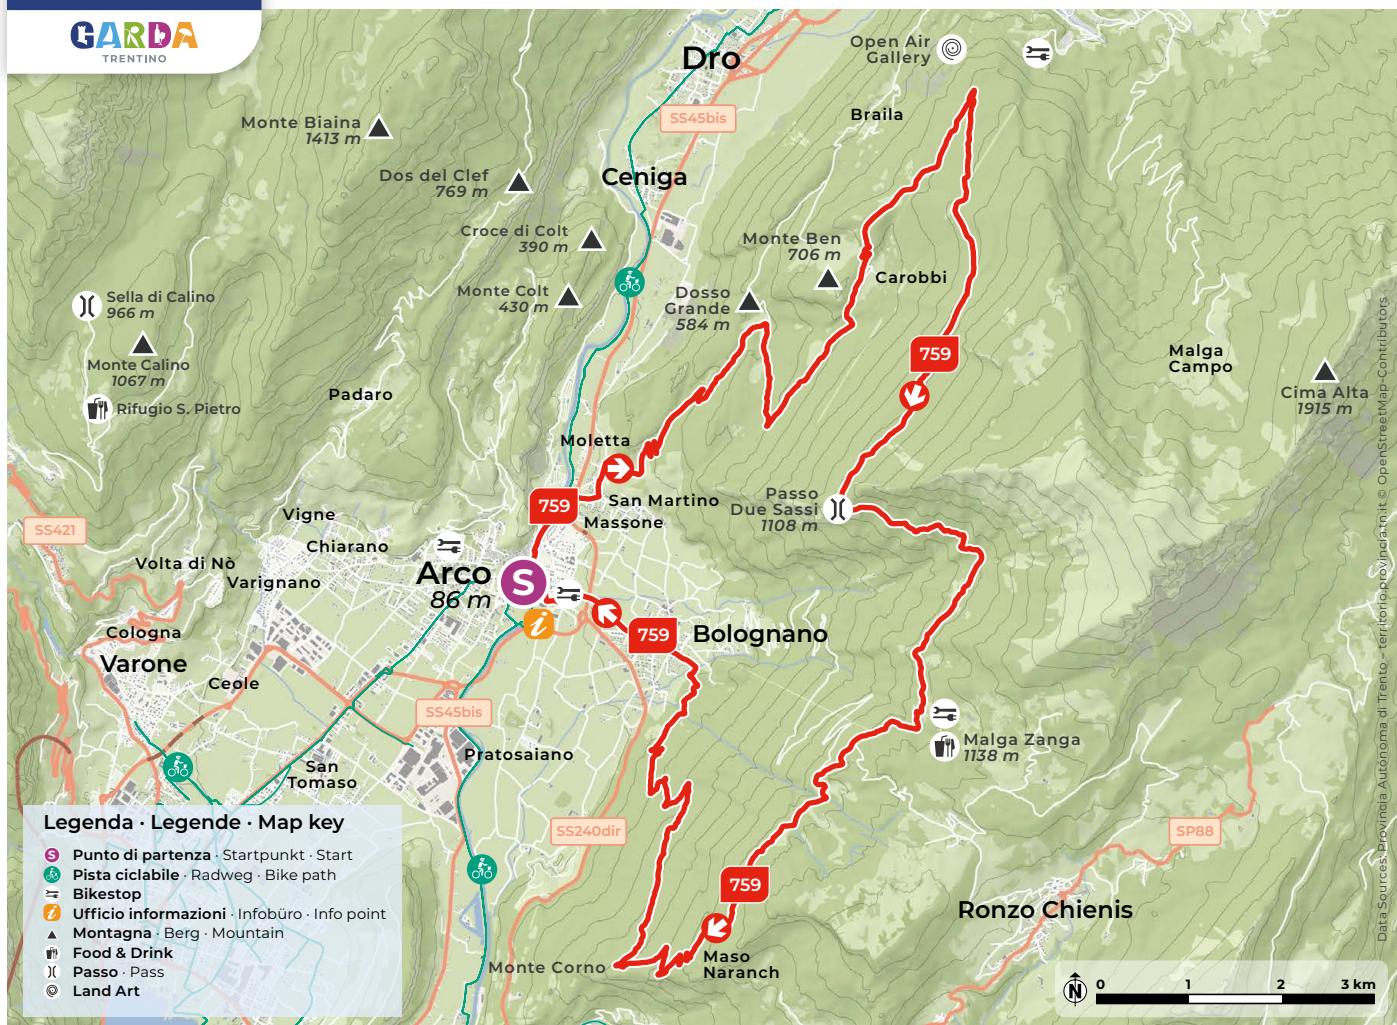 GARDA
TRENTINO
Dro
Open Air
Gallery
SS45bis
Braila
Monte Biaina
1413 m
Dos del Clef
769 m
Ceniga
Croce di Colt
390 m
Monte Ben
706 m
Carobbi
Sella di Calino
966 m
Monte Colt
430 m
Dosso
Grande
584 m
Monte Calino
1067 m
759
Malga
Campo
Cima Alta
1915 m
Rifugio S. Pietro
Padaro
Moletta
759
San Martino
Massone
Passo
Due Sassi
1108 m
SS421
Vigne
Chiarano
Volta di Nò
Varignano
Arco
86 m
S
i
Cologna
759
Bolognano
Varone
Ceole
SS45bis
Pratosaiano
Malga Zanga
1138 m
San
Tomaso
SS240dir
SP88
759
Ronzo Chienis
Monte Corno
Maso
Naranch
Legenda · Legende · Map key
S
Punto di partenza · Startpunkt · Start
Pista ciclabile · Radweg · Bike path
Bikestop
i
Ufficio informazioni · Infobüro · Info point
Montagna · Berg · Mountain
Food & Drink
Passo · Pass
Land Art
N
0 1 2 3 km
Data Sources: Provincia Autonoma di Trento - territorio.provincia.tn.it © OpenStreetMap Contributors